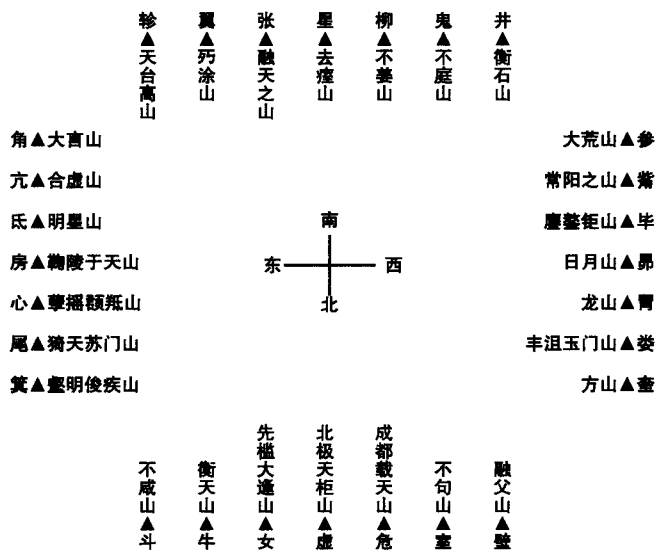 轸▲天台高山
翼▲歹涂山
张▲融天之山
星▲去痓山
柳▲不姜山
鬼▲不庭山
井▲衡石山
角▲大言山
亢▲合虚山
氐▲明星山
房▲鞠陵于天山
心▲孽摇頵羝山
尾▲猗天苏门山
箕▲壑明俊疾山
大荒山▲参
常阳之山▲觜
鏖鏊钜山▲毕
日月山▲昴
龙山▲胃
丰沮玉门山▲娄
方山▲奎
南
东
西
北
不咸山▲斗
衡天山▲牛
先槛大逢山▲女
北极天柜山▲虚
成都载天山▲危
不句山▲室
融父山▲壁